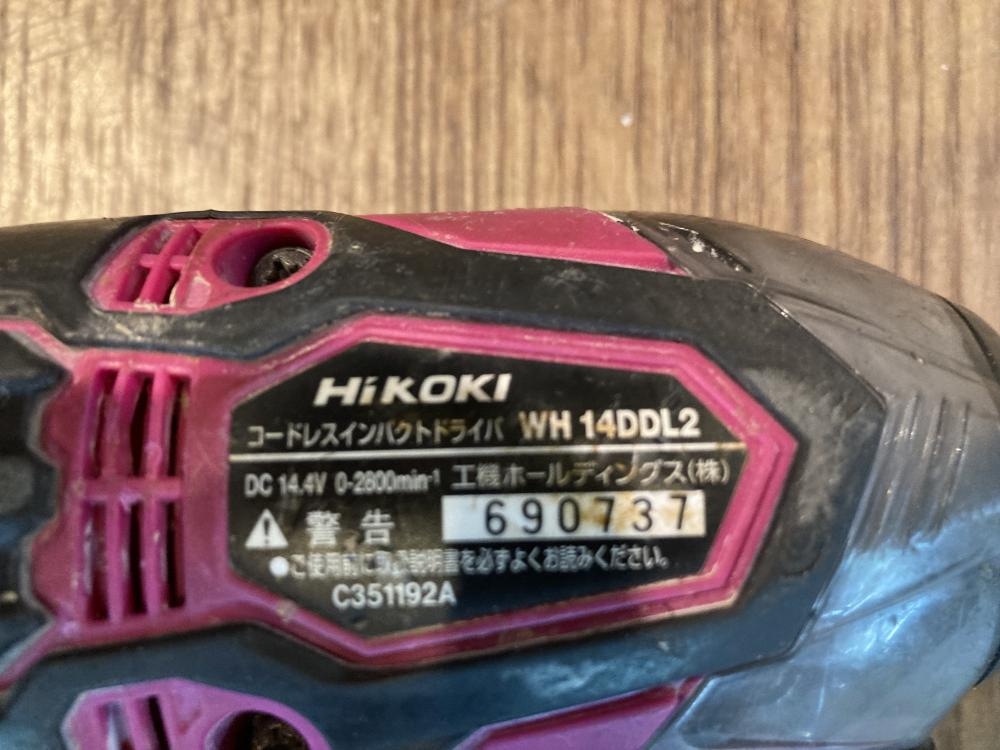 HiKOKI
コードレスインパクトドライバ WH 14DDL2
DC 14.4V 0-2800min-1 工機ホールディングス(株)
警告 690737
●ご使用前に取扱説明書を必ずよくお読みください。
C351192A